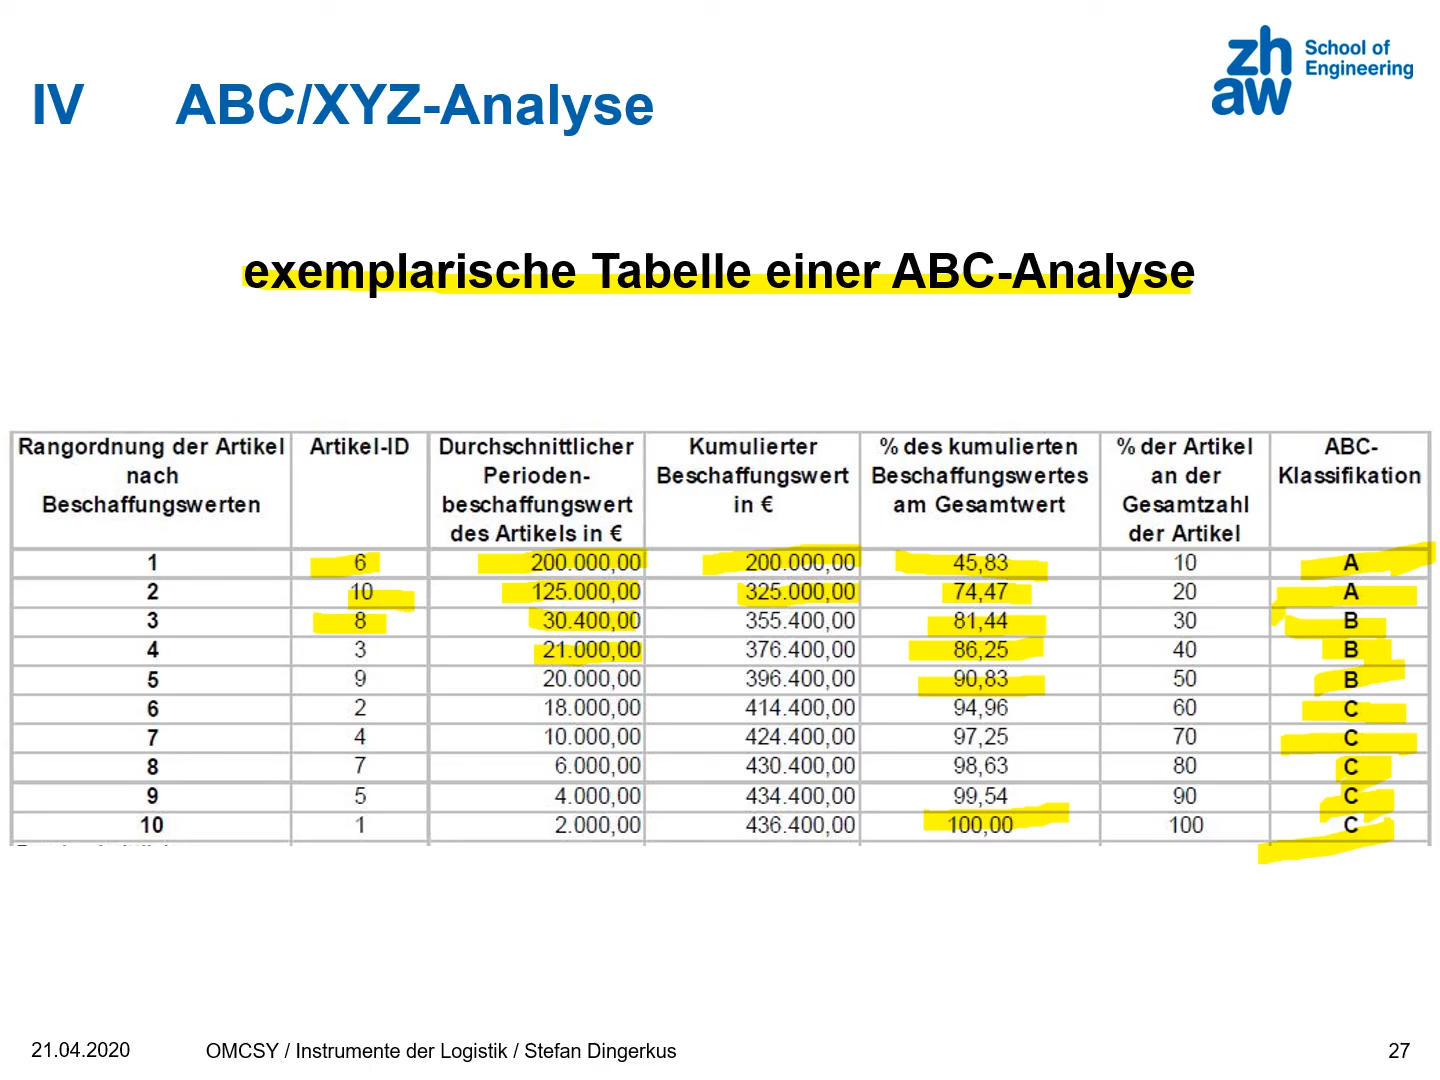 zh
aw
School of
Engineering
IV ABC/XYZ-Analyse
exemplarische Tabelle einer ABC-Analyse
Rangordnung der Artikel nach Beschaffungswerten Artikel-ID Durchschnittlicher Perioden-beschaffungswert des Artikels in € Kumulierter Beschaffungswert in € % des kumulierten Beschaffungswertes am Gesamtwert % der Artikel an der Gesamtzahl der Artikel ABC-Klassifikation
1 6 200.000,00 200.000,00 45,83 10 A
2 10 125.000,00 325.000,00 74,47 20 A
3 8 30.400,00 355.400,00 81,44 30 B
4 3 21.000,00 376.400,00 86,25 40 B
5 9 20.000,00 396.400,00 90,83 50 B
6 2 18.000,00 414.400,00 94,96 60 C
7 4 10.000,00 424.400,00 97,25 70 C
8 7 6.000,00 430.400,00 98,63 80 C
9 5 4.000,00 434.400,00 99,54 90 C
10 1 2.000,00 436.400,00 100,00 100 C
21.04.2020 OMCSY / Instrumente der Logistik / Stefan Dingerkus 27